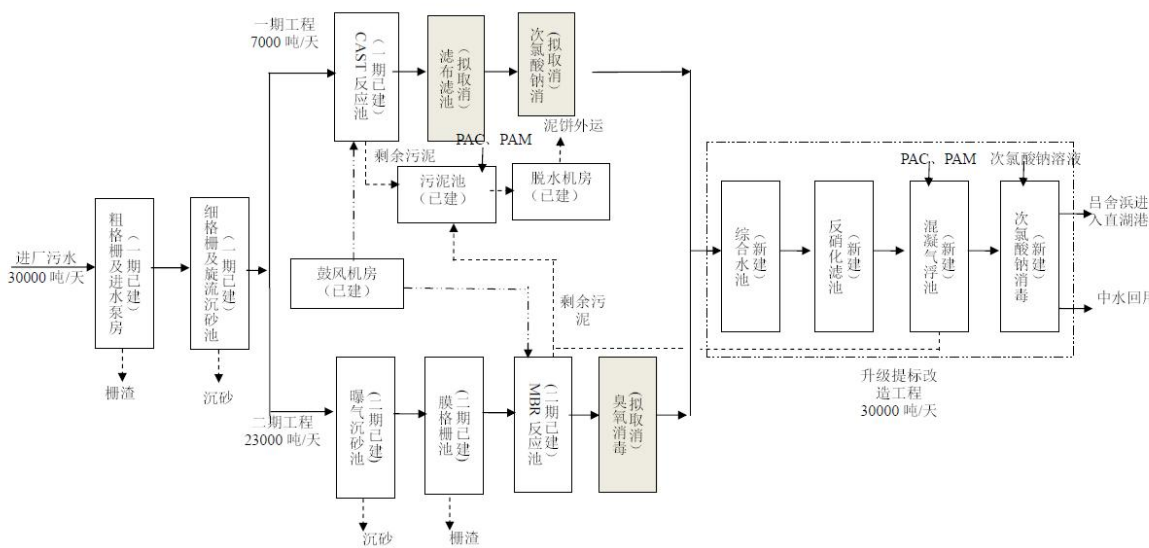 一期工程
7000 吨/天
CAST 反应池
（一期已建）
滤布滤池
（拟取消）
次氯酸钠消
（拟取消）
泥饼外运
PAC、PAM
剩余污泥
污泥池
（已建）
脱水机房
（已建）
进厂污水
30000 吨/天
粗格栅及进水泵房
（一期已建）
细格栅及旋流沉砂池
（一期已建）
鼓风机房
（已建）
栅渣
沉砂
剩余污
泥
二期工程
23000 吨/天
曝气沉砂池
（二期已建）
膜格栅池
（二期已建）
MBR 反应池
（二期已建）
臭氧消毒
（拟取消）
沉砂
栅渣
PAC、PAM
次氯酸钠溶液
综合水池
（新建）
反硝化滤池
（新建）
混凝气浮池
（新建）
次氯酸钠消毒
（新建）
吕舍浜进
入直湖港
中水回用
升级提标改
造工程
30000 吨/天